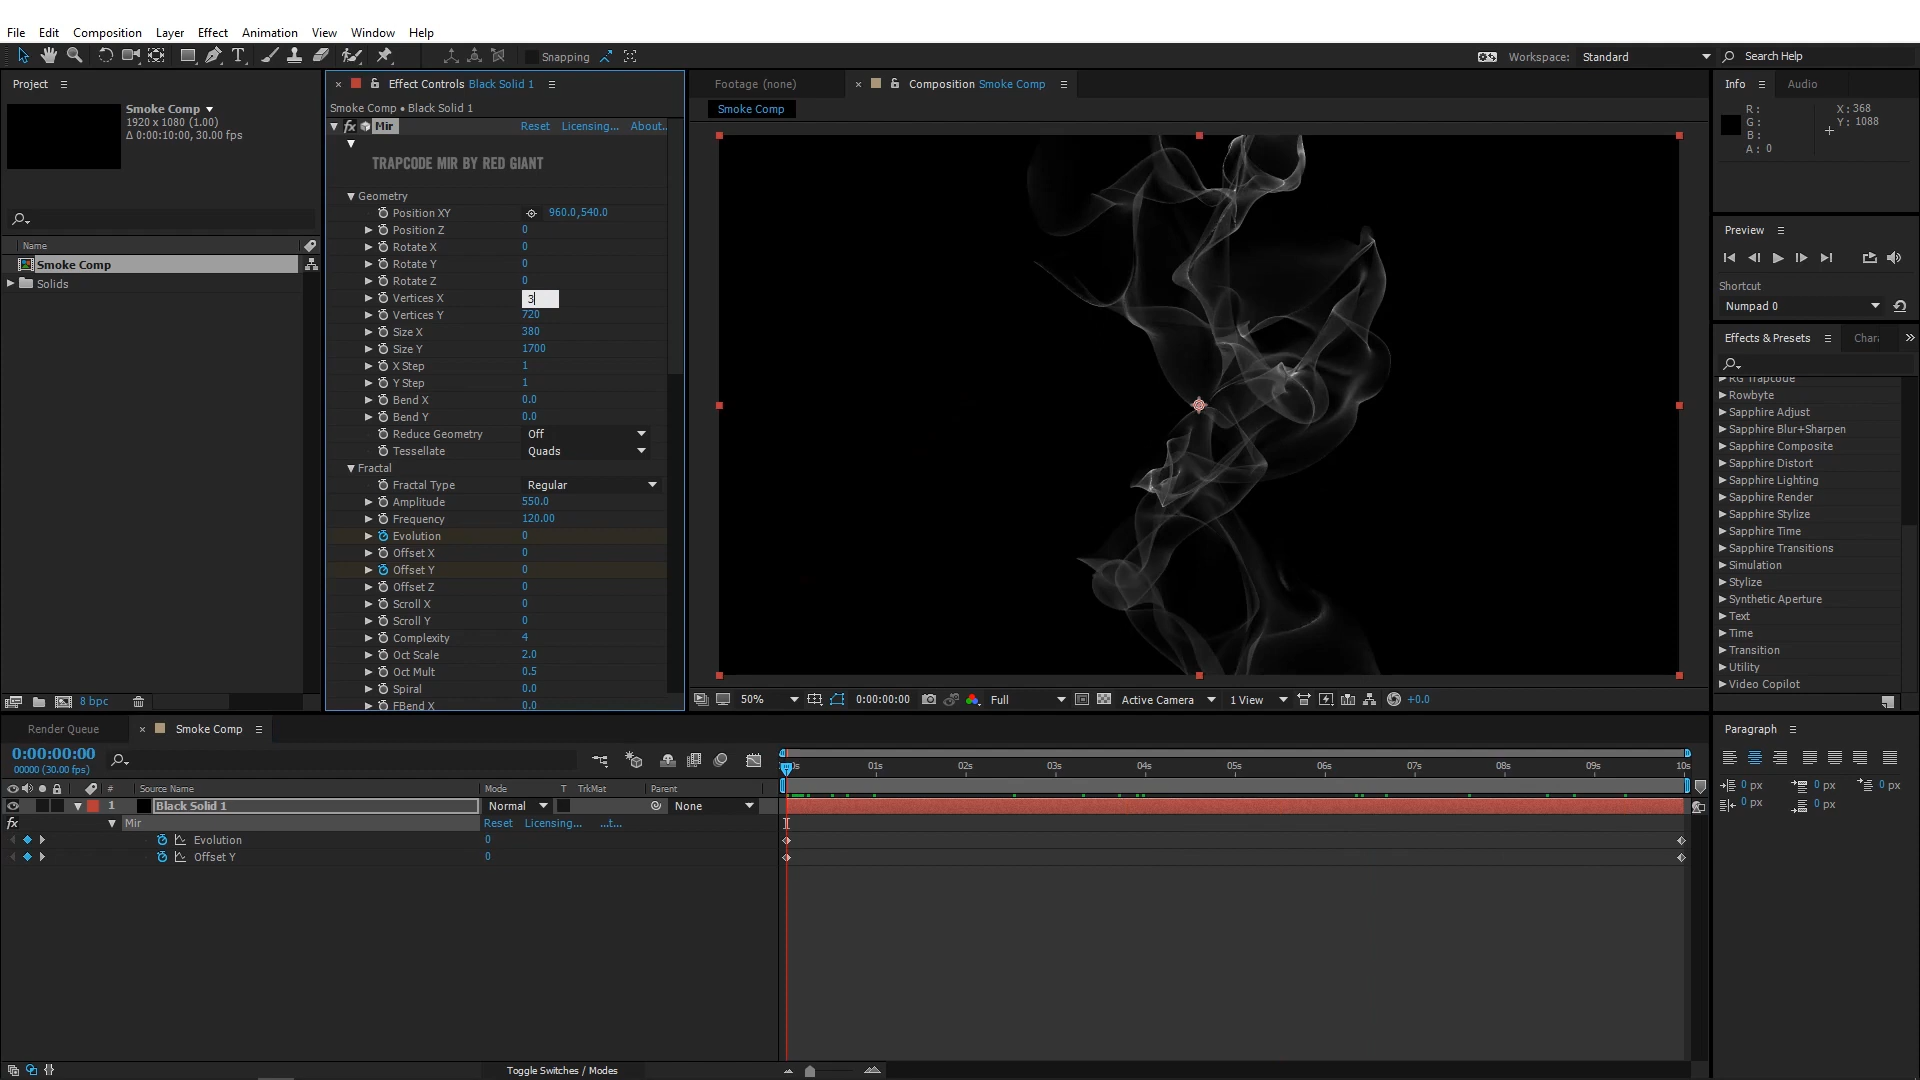 File Edit Composition Layer Effect Animation View Window Help
Snapping Workspace: Standard Search Help
Project
Smoke Comp
1920 x 1080 (1.00)
Δ 0:00:10:00, 30.00 fps
Name
Smoke Comp
Solids
8 bpc
Effect Controls Black Solid 1
Smoke Comp • Black Solid 1
fx Mir Reset Licensing... About..
TRAPCODE MIR BY RED GIANT
Geometry
Position XY 960.0,540.0
Position Z 0
Rotate X 0
Rotate Y 0
Rotate Z 0
Vertices X 3
Vertices Y 720
Size X 380
Size Y 1700
X Step 1
Y Step 1
Bend X 0.0
Bend Y 0.0
Reduce Geometry Off
Tessellate Quads
Fractal
Fractal Type Regular
Amplitude 550.0
Frequency 120.00
Evolution 0
Offset X 0
Offset Y 0
Offset Z 0
Scroll X 0
Scroll Y 0
Complexity 4
Oct Scale 2.0
Oct Mult 0.5
Spiral 0.0
FBend X 0.0
Footage (none) Composition Smoke Comp
Smoke Comp
50% 0:00:00:00 Full Active Camera 1 View +0.0
Info Audio
R: X: 368
G: Y: 1088
B:
A: 0
Preview
Shortcut
Numpad 0
Effects & Presets Char
RG Trapcode
Rowbyte
Sapphire Adjust
Sapphire Blur+Sharpen
Sapphire Composite
Sapphire Distort
Sapphire Lighting
Sapphire Render
Sapphire Stylize
Sapphire Time
Sapphire Transitions
Simulation
Stylize
Synthetic Aperture
Text
Time
Transition
Utility
Video Copilot
Render Queue Smoke Comp
0:00:00:00
00000 (30.00 fps)
# Source Name Mode T TrkMat Parent
1 Black Solid 1 Normal None
fx Mir Reset Licensing... ...t...
Evolution 0
Offset Y 0
0s 01s 02s 03s 04s 05s 06s 07s 08s 09s 10s
Toggle Switches / Modes
Paragraph
0 px 0 px 0 px
0 px 0 px